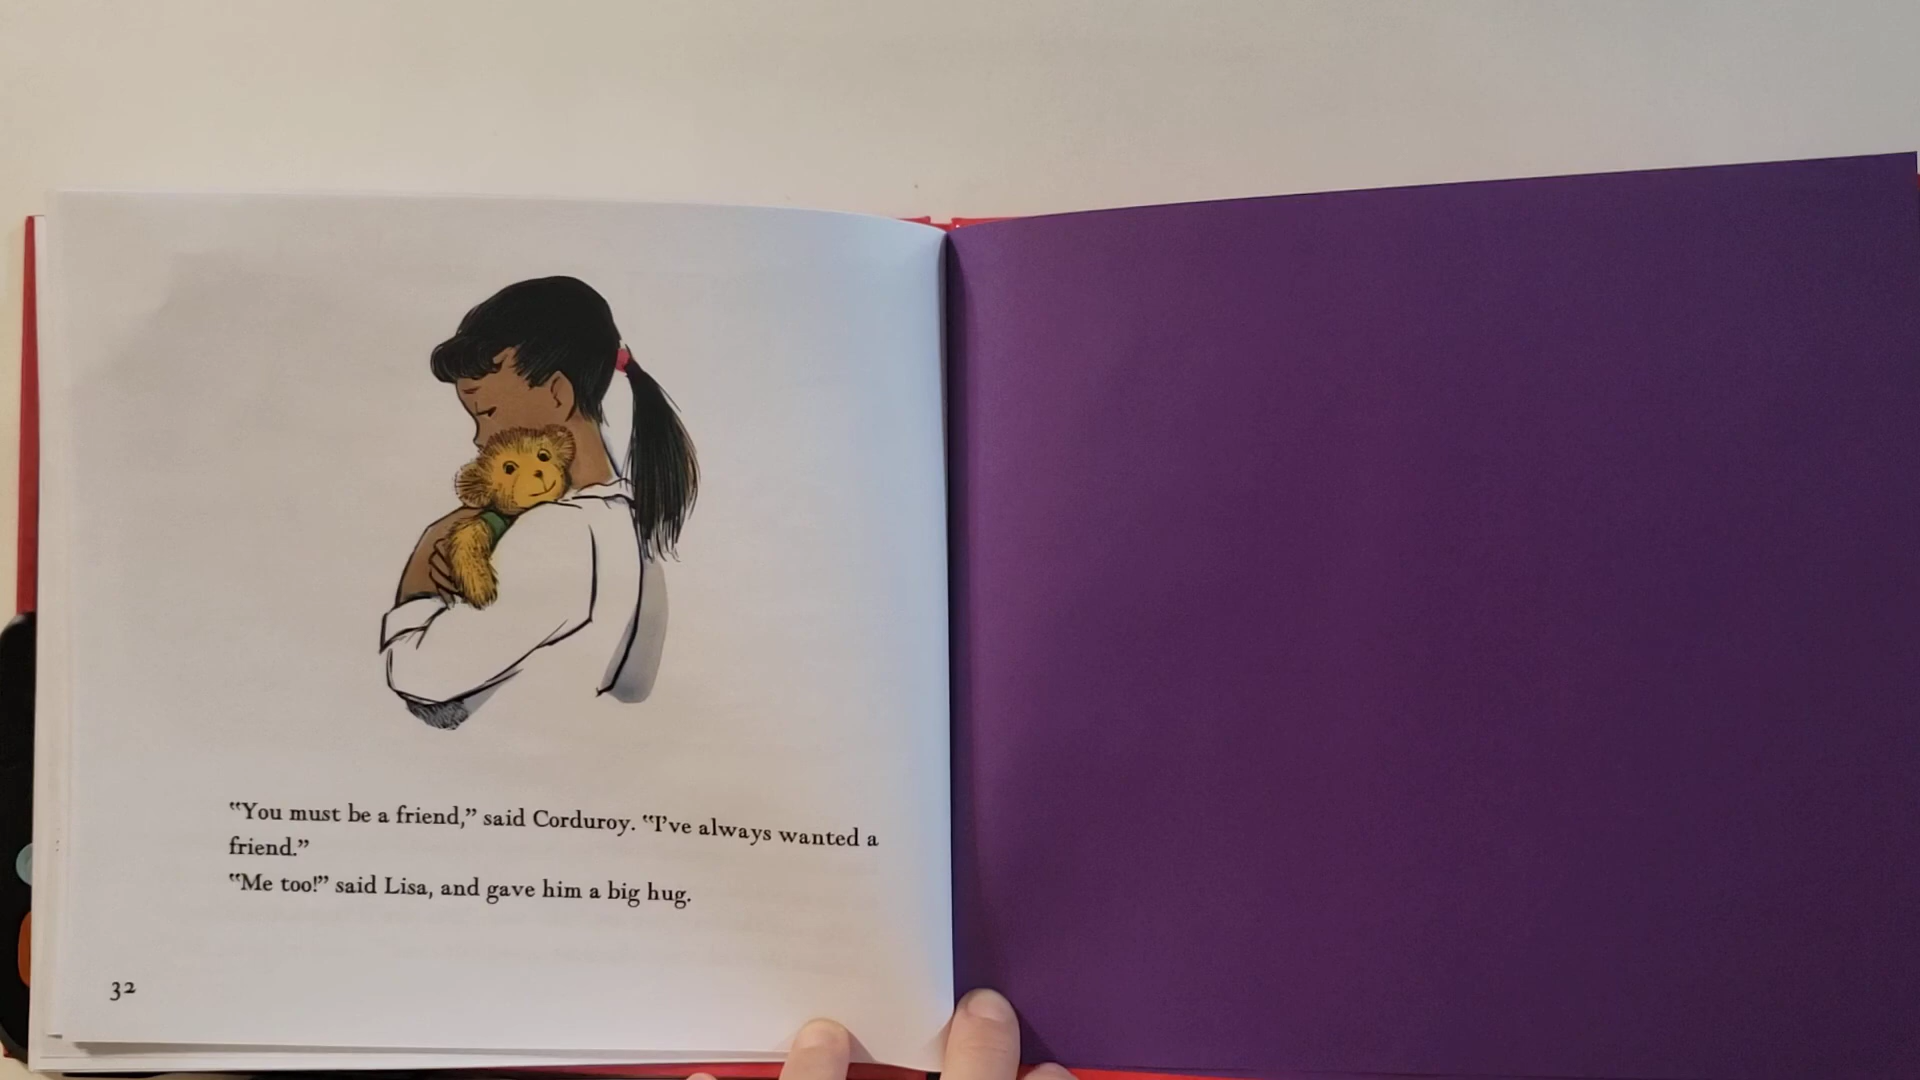 “You must be a friend,” said Corduroy. “I’ve always wanted a
friend.”
“Me too!” said Lisa, and gave him a big hug.
32